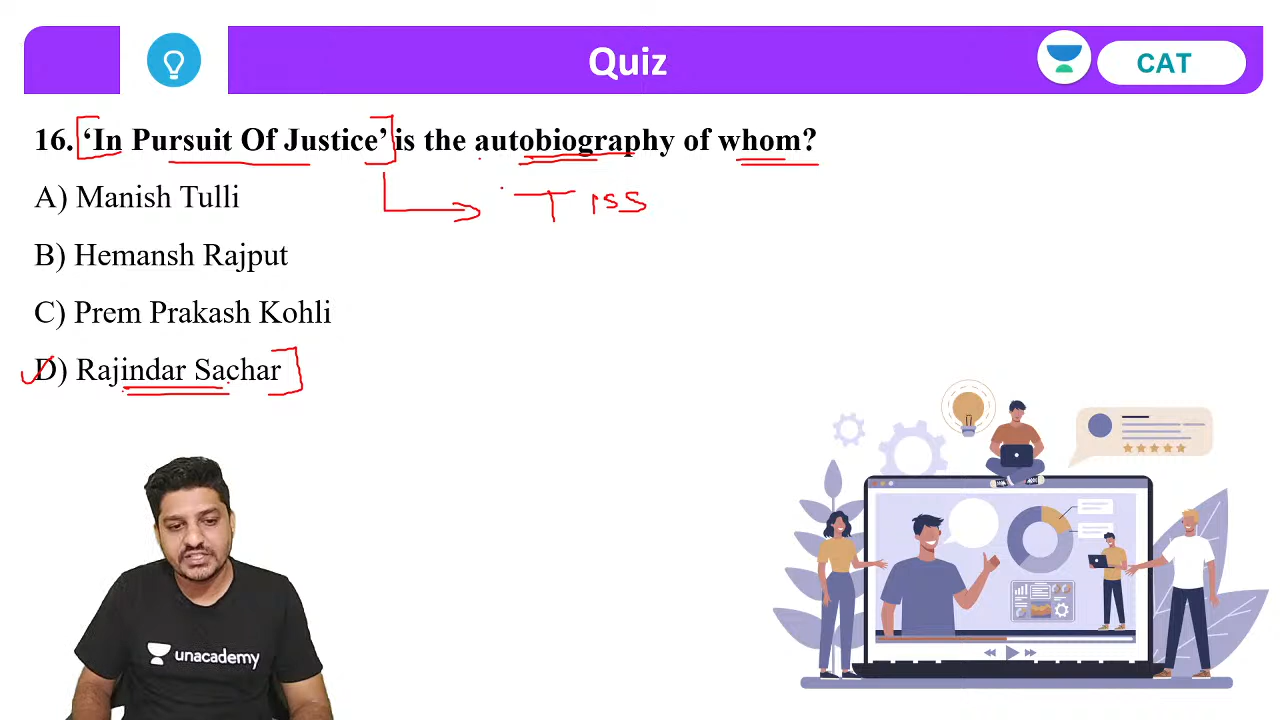 Quiz
CAT
16. ‘In Pursuit Of Justice’ is the autobiography of whom?
A) Manish Tulli
TISS
B) Hemansh Rajput
C) Prem Prakash Kohli
D) Rajindar Sachar
unacademy